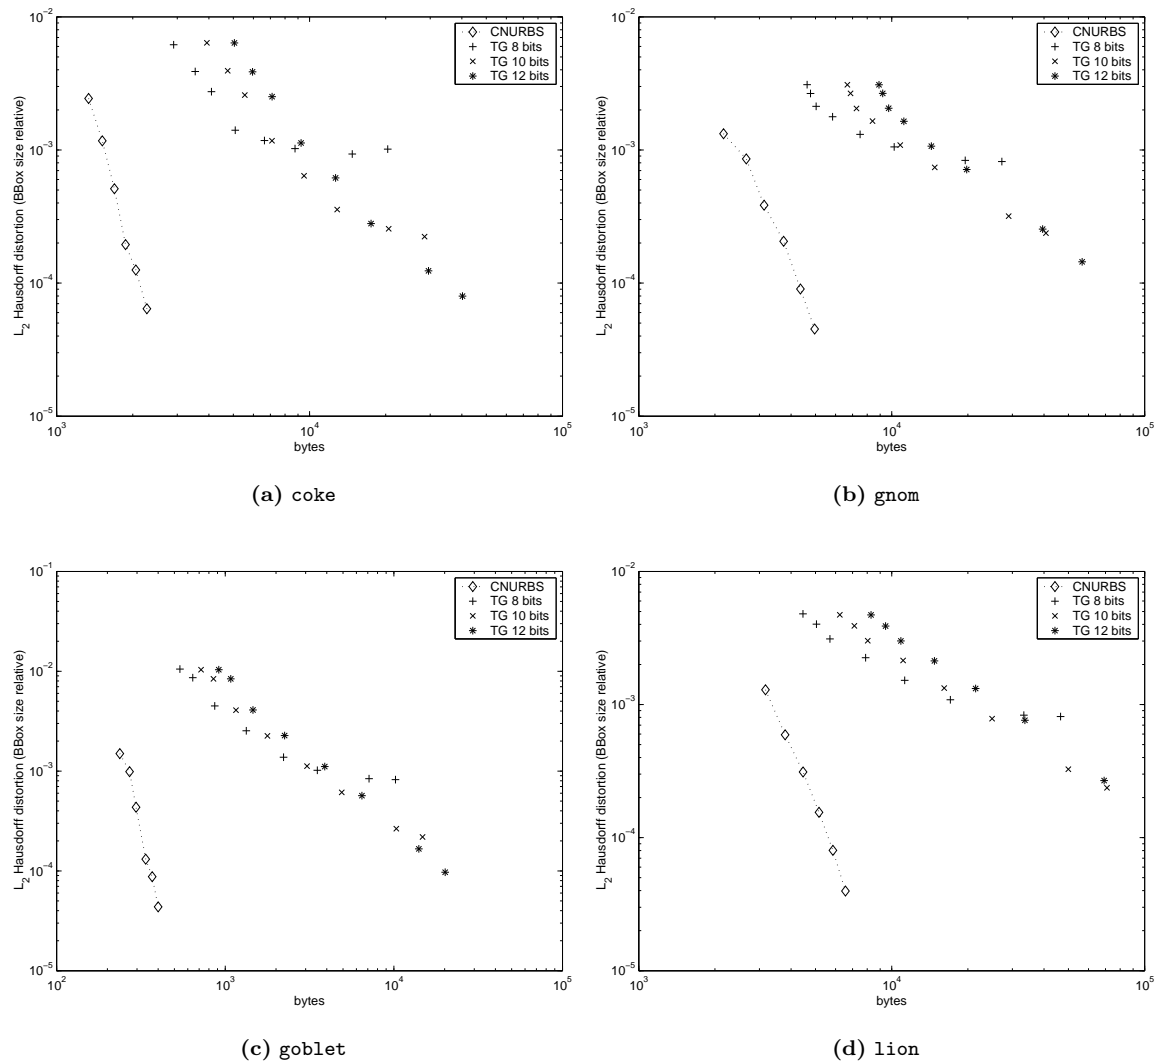 10^-2
10^-3
10^-4
10^-5
10^3
10^4
10^5
L_2 Hausdorff distortion (BBox size relative)
bytes
CNURBS
TG 8 bits
TG 10 bits
TG 12 bits
(a) coke
10^-2
10^-3
10^-4
10^-5
10^3
10^4
10^5
L_2 Hausdorff distortion (BBox size relative)
bytes
CNURBS
TG 8 bits
TG 10 bits
TG 12 bits
(b) gnom
10^-1
10^-2
10^-3
10^-4
10^-5
10^2
10^3
10^4
10^5
L_2 Hausdorff distortion (BBox size relative)
bytes
CNURBS
TG 8 bits
TG 10 bits
TG 12 bits
(c) goblet
10^-2
10^-3
10^-4
10^-5
10^3
10^4
10^5
L_2 Hausdorff distortion (BBox size relative)
bytes
CNURBS
TG 8 bits
TG 10 bits
TG 12 bits
(d) lion